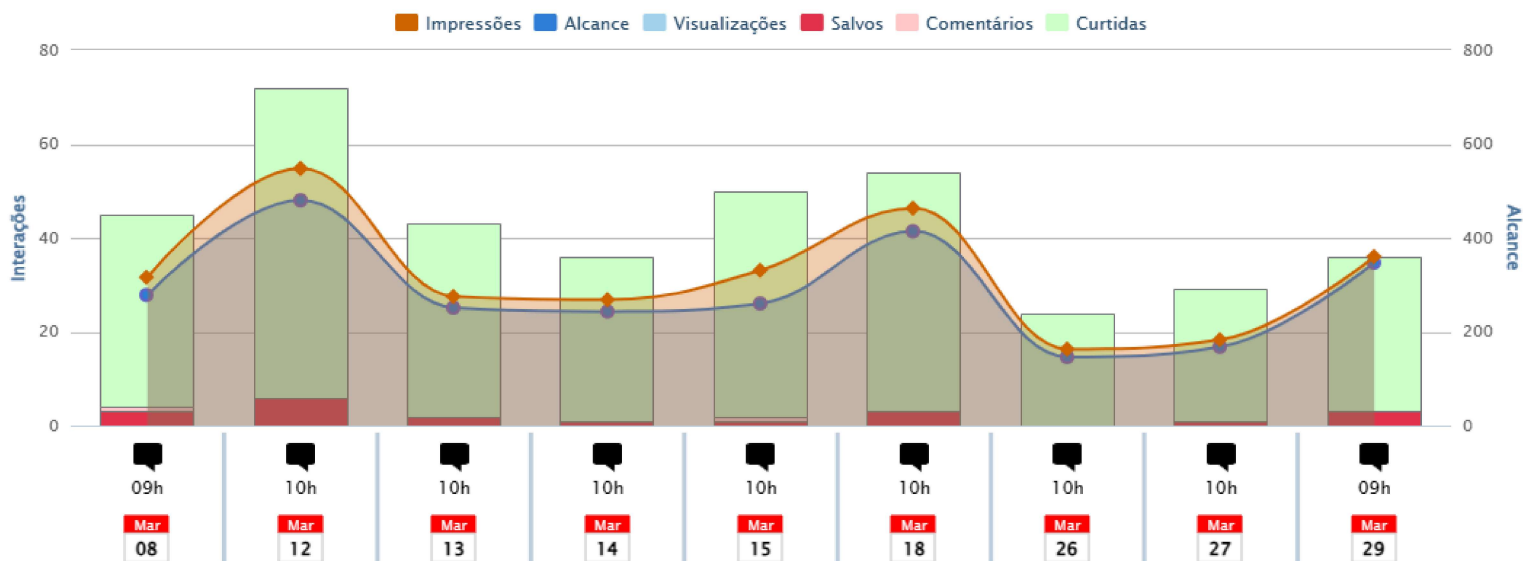 Impressões Alcance Visualizações Salvos Comentários Curtidas
80 800
60 600
40 400
20 200
0 0
Interações
Alcance
09h 10h 10h 10h 10h 10h 10h 10h 09h
Mar Mar Mar Mar Mar Mar Mar Mar Mar
08 12 13 14 15 18 26 27 29